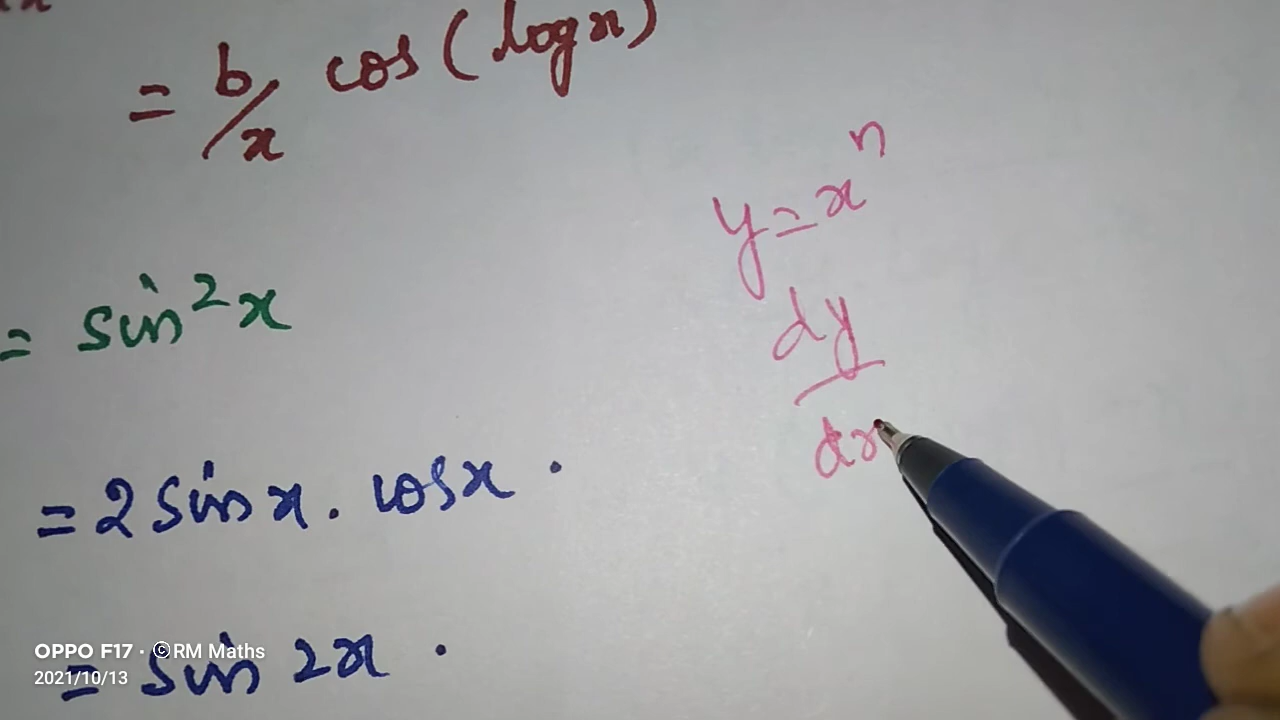 = b/x cos (log x)
y = x^n
dy
dx
= sin²x
= 2 sin x . cos x .
= sin 2x .
OPPO F17 · ©RM Maths
2021/10/13